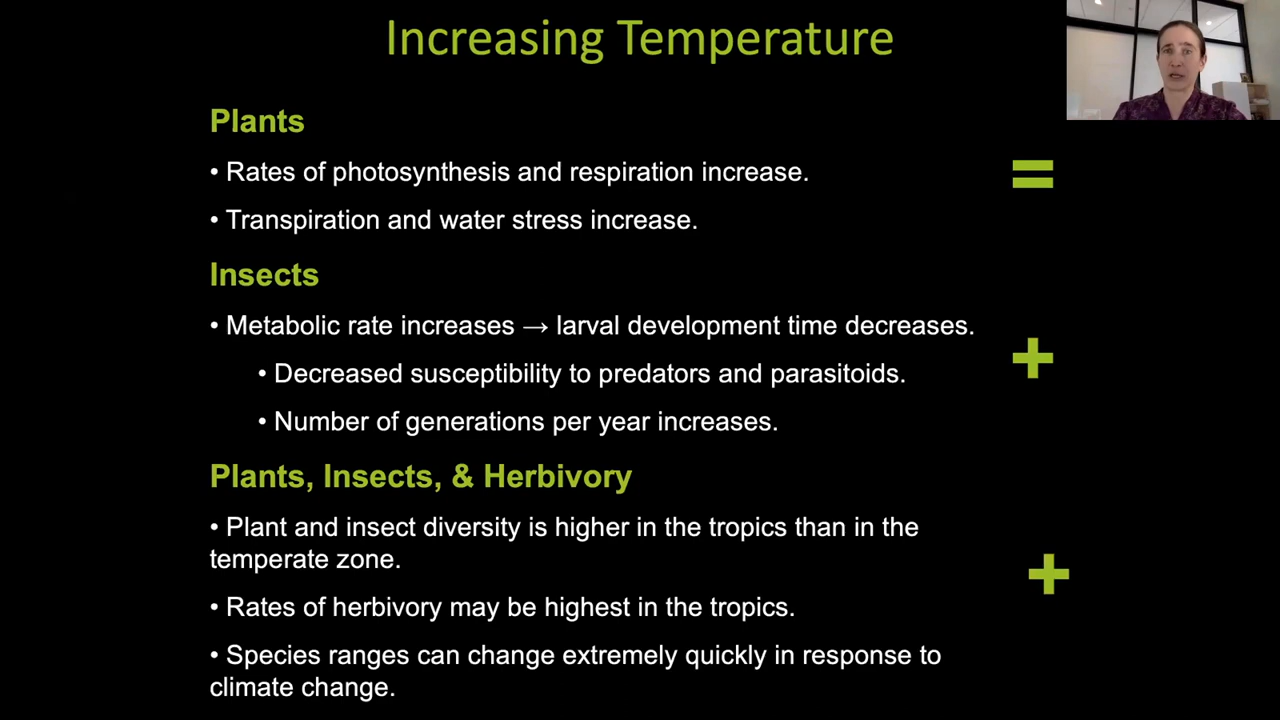 Increasing Temperature
Plants
• Rates of photosynthesis and respiration increase.
=
• Transpiration and water stress increase.
Insects
• Metabolic rate increases → larval development time decreases.
+
• Decreased susceptibility to predators and parasitoids.
• Number of generations per year increases.
Plants, Insects, & Herbivory
• Plant and insect diversity is higher in the tropics than in the
temperate zone.
+
• Rates of herbivory may be highest in the tropics.
• Species ranges can change extremely quickly in response to
climate change.